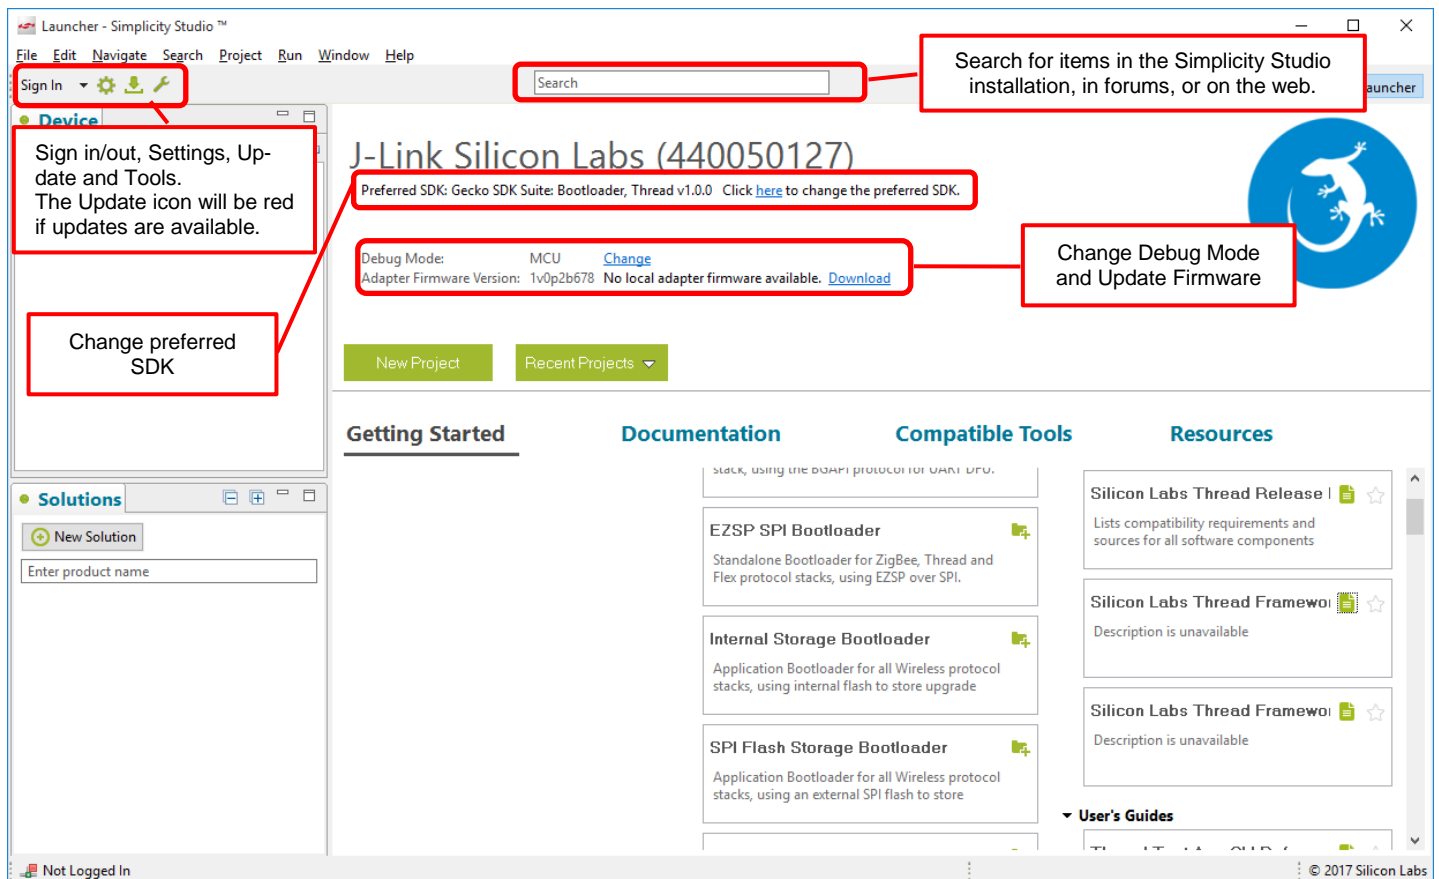 Launcher - Simplicity Studio ™
File Edit Navigate Search Project Run Window Help
Sign In
Search
Search for items in the Simplicity Studio
installation, in forums, or on the web.
auncher
Device
Sign in/out, Settings, Up-
date and Tools.
The Update icon will be red
if updates are available.
J-Link Silicon Labs (440050127)
Preferred SDK: Gecko SDK Suite: Bootloader, Thread v1.0.0 Click here to change the preferred SDK.
Debug Mode: MCU Change
Adapter Firmware Version: 1v0p2b678 No local adapter firmware available. Download
Change Debug Mode
and Update Firmware
Change preferred
SDK
New Project
Recent Projects
Getting Started
Documentation
Compatible Tools
Resources
stack, using the BGAPI protocol for UART DFU.
EZSP SPI Bootloader
Standalone Bootloader for ZigBee, Thread and
Flex protocol stacks, using EZSP over SPI.
Internal Storage Bootloader
Application Bootloader for all Wireless protocol
stacks, using internal flash to store upgrade
SPI Flash Storage Bootloader
Application Bootloader for all Wireless protocol
stacks, using an external SPI flash to store
Silicon Labs Thread Release
Lists compatibility requirements and
sources for all software components
Silicon Labs Thread Framewo
Description is unavailable
Silicon Labs Thread Framewo
Description is unavailable
User's Guides
Solutions
New Solution
Enter product name
Not Logged In
© 2017 Silicon Labs